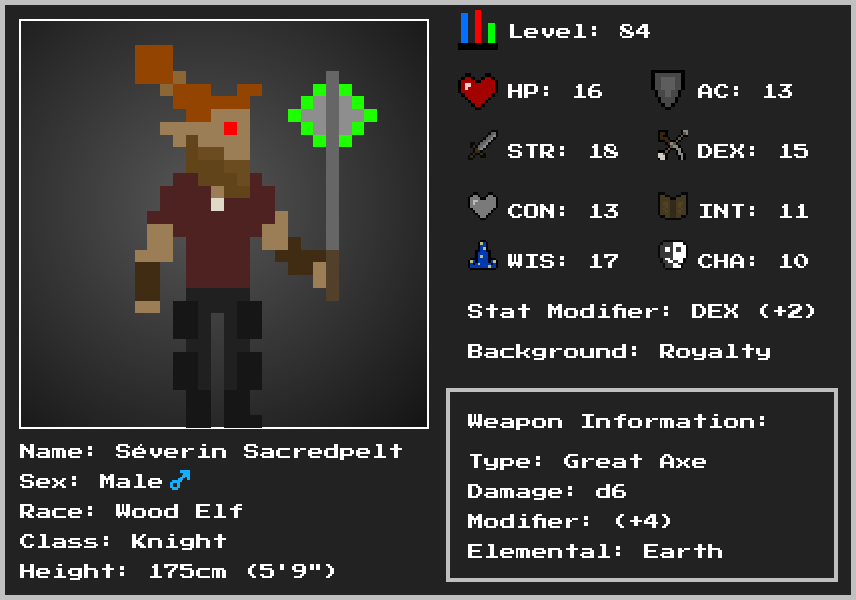 Level: 84
HP: 16 AC: 13
STR: 18 DEX: 15
CON: 13 INT: 11
WIS: 17 CHA: 10
Stat Modifier: DEX (+2)
Background: Royalty
Weapon Information:
Type: Great Axe
Damage: d6
Modifier: (+4)
Elemental: Earth
Name: Séverin Sacredpelt
Sex: Male♂
Race: Wood Elf
Class: Knight
Height: 175cm (5'9")